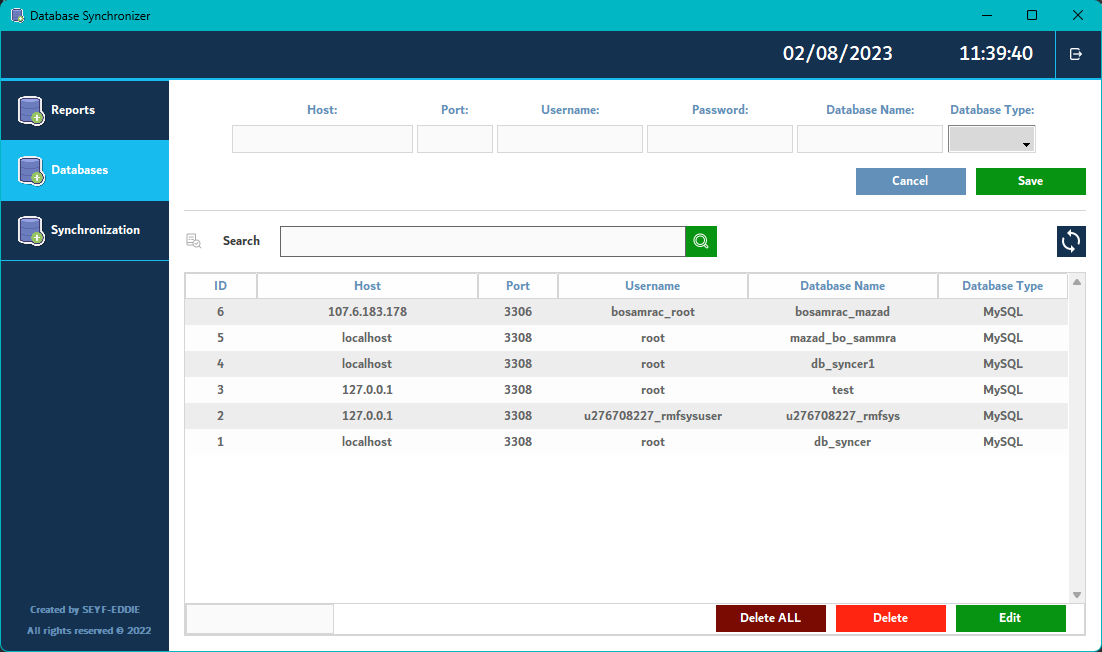 Database Synchronizer
02/08/2023 11:39:40
Reports
Databases
Synchronization
Host: Port: Username: Password: Database Name: Database Type:
Cancel Save
Search
ID Host Port Username Database Name Database Type
6 107.6.183.178 3306 bosamrac_root bosamrac_mazad MySQL
5 localhost 3308 root mazad_bo_sammra MySQL
4 localhost 3308 root db_syncer1 MySQL
3 127.0.0.1 3308 root test MySQL
2 127.0.0.1 3308 u276708227_rmfsysuser u276708227_rmfsys MySQL
1 localhost 3308 root db_syncer MySQL
Delete ALL Delete Edit
Created by SEYF-EDDIE
All rights reserved © 2022